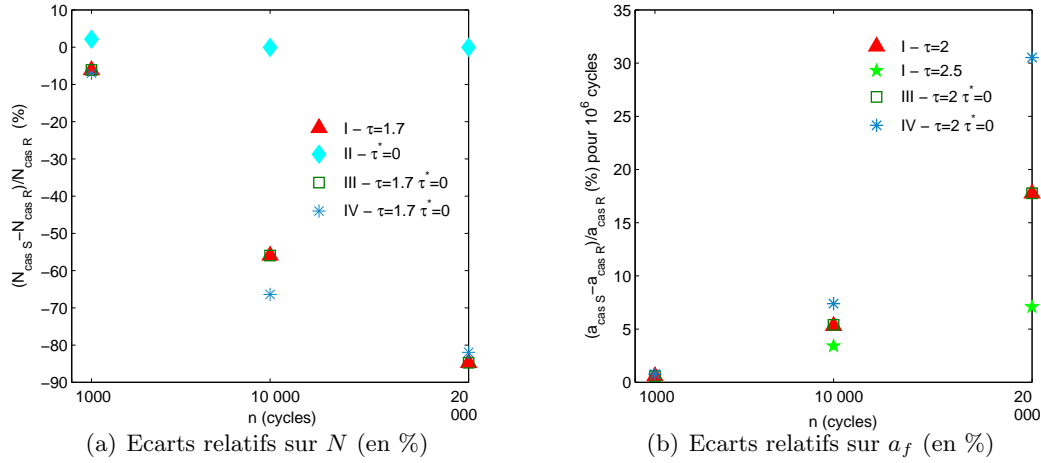 10
0
−10
−20
−30
−40
−50
−60
−70
−80
−90
(N_cas S−N_cas R)/N_cas R (%)
I − τ=1.7
II − τ*=0
III − τ=1.7 τ*=0
IV − τ=1.7 τ*=0
1000
10 000
20 000
n (cycles)
(a) Ecarts relatifs sur N (en %)
35
30
25
20
15
10
5
0
(a_cas S−a_cas R)/a_cas R (%) pour 10^6 cycles
I − τ=2
I − τ=2.5
III − τ=2 τ*=0
IV − τ=2 τ*=0
1000
10 000
20 000
n (cycles)
(b) Ecarts relatifs sur a_f (en %)